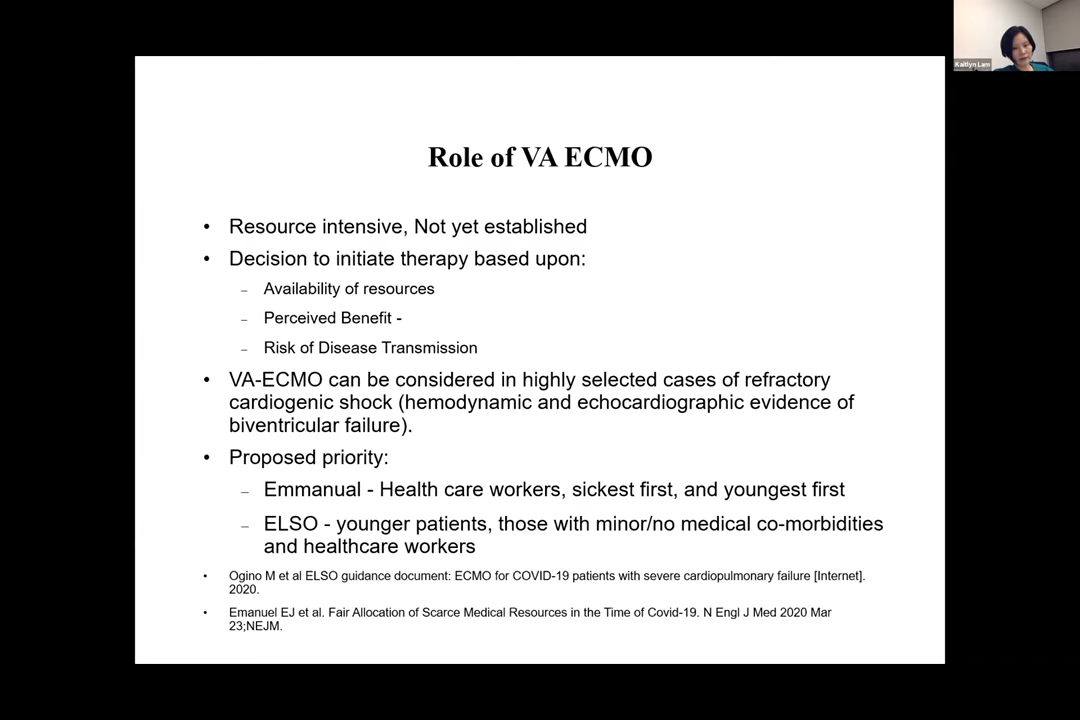 Kaitlyn Lam
Role of VA ECMO
• Resource intensive, Not yet established
• Decision to initiate therapy based upon:
– Availability of resources
– Perceived Benefit -
– Risk of Disease Transmission
• VA-ECMO can be considered in highly selected cases of refractory
cardiogenic shock (hemodynamic and echocardiographic evidence of
biventricular failure).
• Proposed priority:
– Emmanual - Health care workers, sickest first, and youngest first
– ELSO - younger patients, those with minor/no medical co-morbidities
and healthcare workers
• Ogino M et al ELSO guidance document: ECMO for COVID-19 patients with severe cardiopulmonary failure [Internet].
2020.
• Emanuel EJ et al. Fair Allocation of Scarce Medical Resources in the Time of Covid-19. N Engl J Med 2020 Mar
23;NEJM.